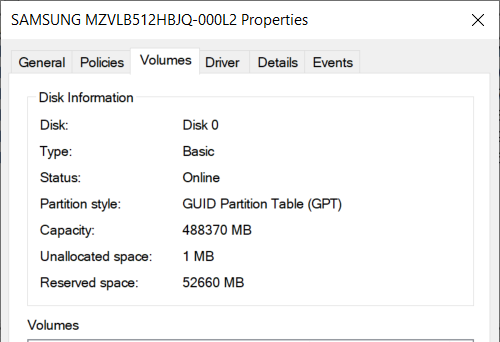 SAMSUNG MZVLB512HBJQ-000L2 Properties
General Policies Volumes Driver Details Events
Disk Information
Disk: Disk 0
Type: Basic
Status: Online
Partition style: GUID Partition Table (GPT)
Capacity: 488370 MB
Unallocated space: 1 MB
Reserved space: 52660 MB
Volumes